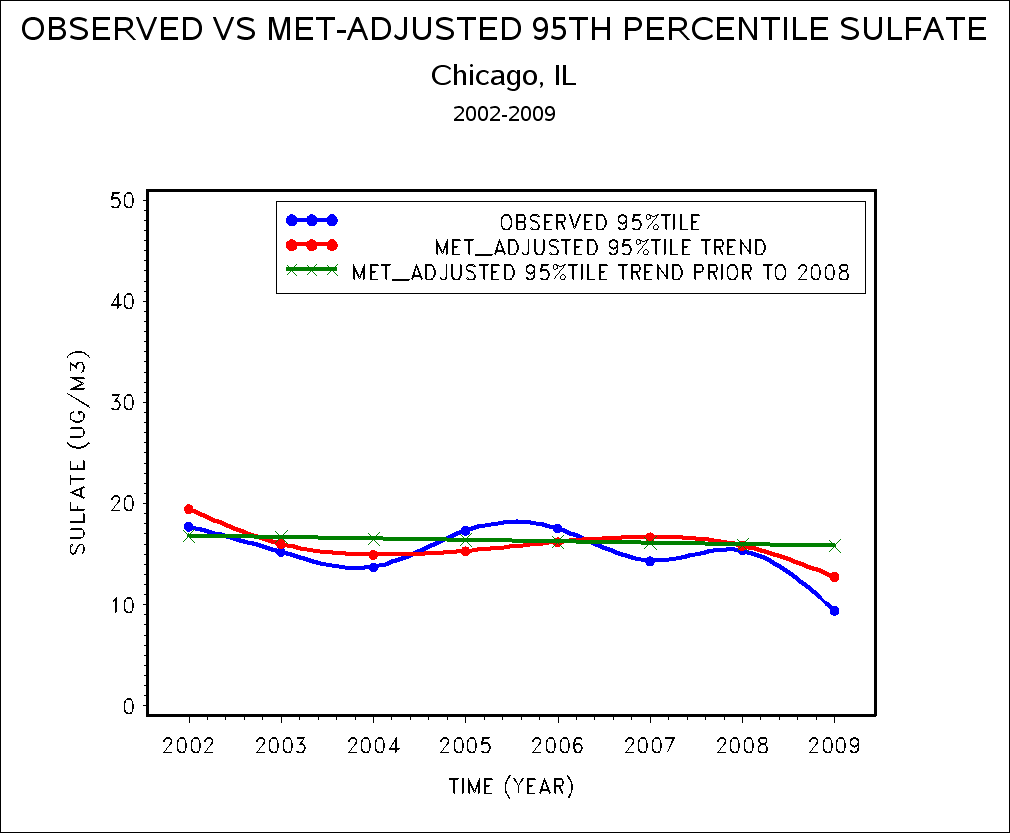 OBSERVED VS MET-ADJUSTED 95TH PERCENTILE SULFATE
Chicago, IL
2002-2009
OBSERVED 95%TILE
MET_ADJUSTED 95%TILE TREND
MET_ADJUSTED 95%TILE TREND PRIOR TO 2008
SULFATE (UG/M3)
50
40
30
20
10
0
2002 2003 2004 2005 2006 2007 2008 2009
TIME (YEAR)